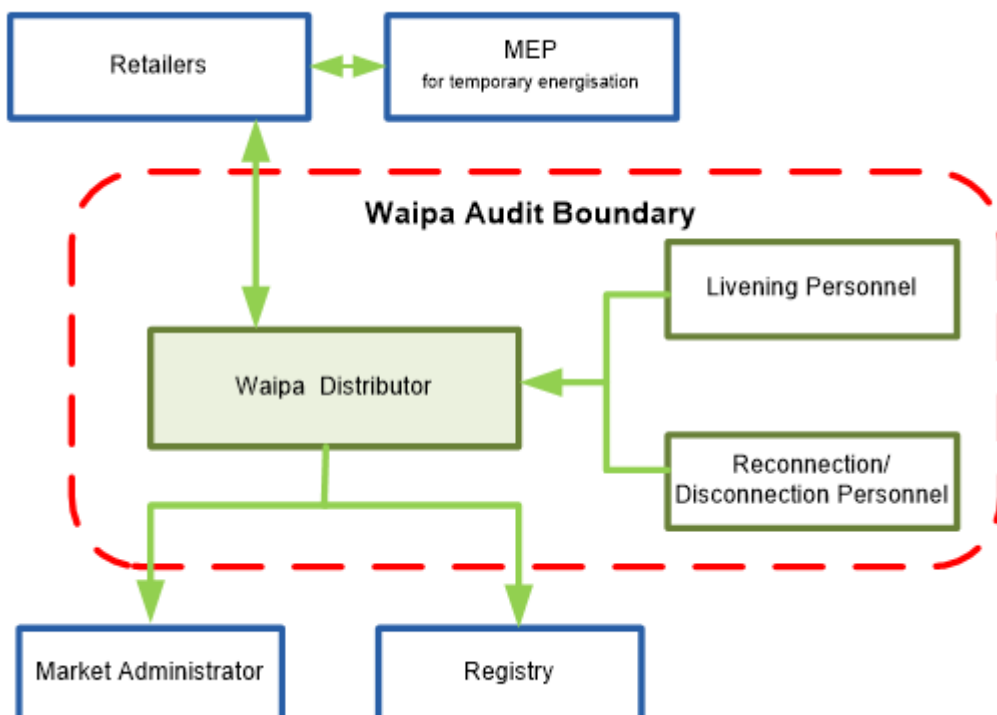 Retailers
MEP
for temporary energisation
Waipa Audit Boundary
Livening Personnel
Waipa Distributor
Reconnection/
Disconnection Personnel
Market Administrator
Registry